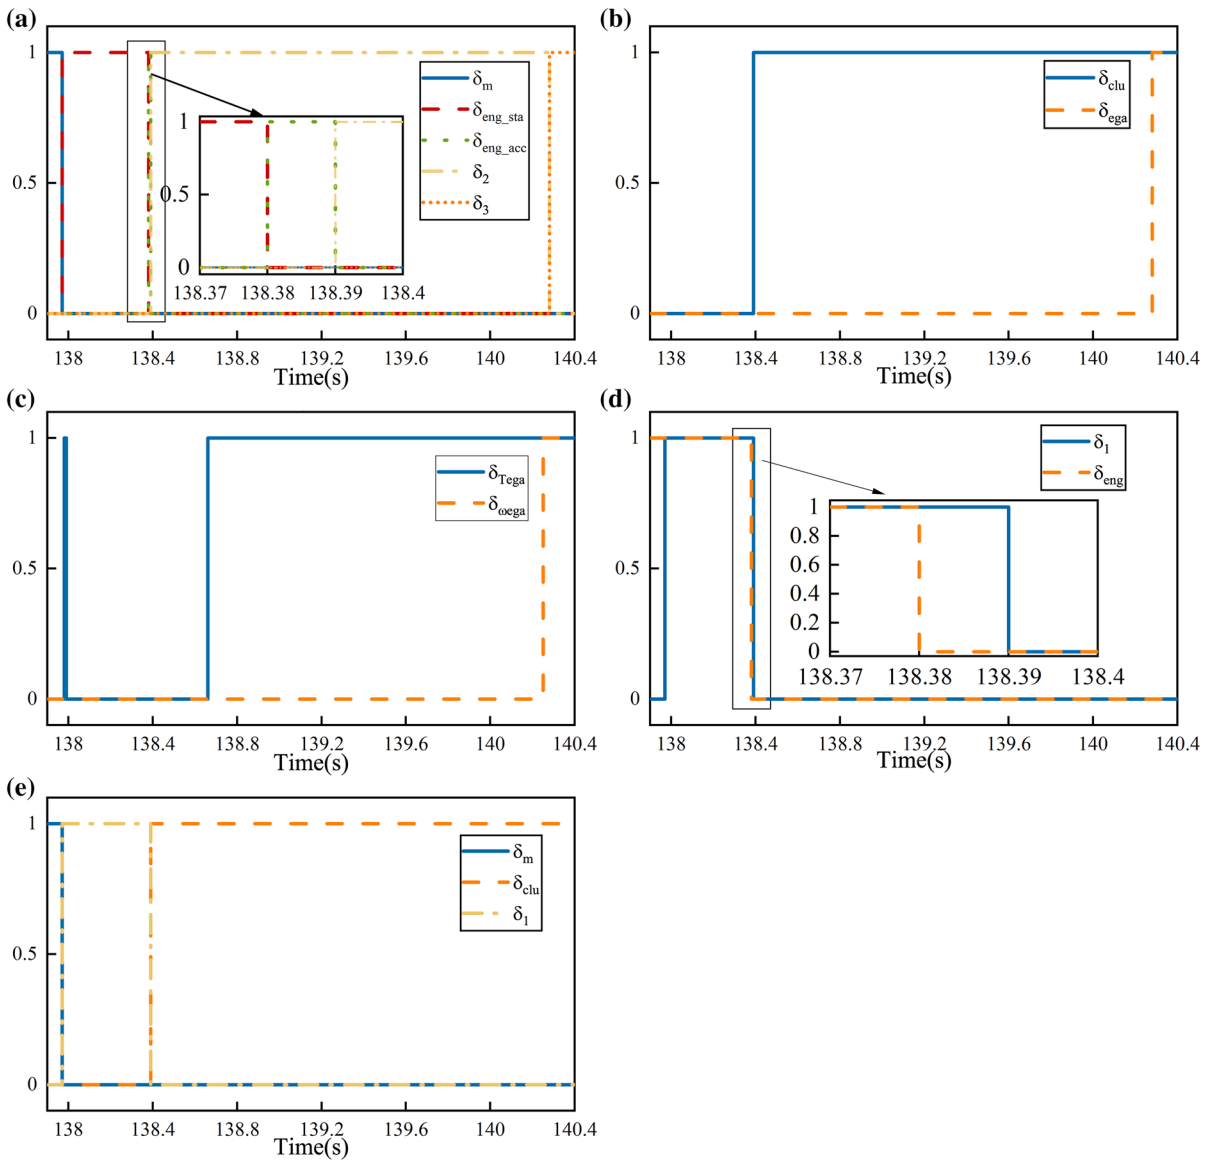 (a)
1
0.5
0
138 138.4 138.8 139.2 139.6 140 140.4
Time(s)
δm
δeng_sta
δeng_acc
δ2
δ3
1
0.5
0
138.37 138.38 138.39 138.4
(b)
1
0.5
0
138 138.4 138.8 139.2 139.6 140 140.4
Time(s)
δclu
δega
(c)
1
0.5
0
138 138.4 138.8 139.2 139.6 140 140.4
Time(s)
δTega
δωega
(d)
1
0.5
0
138 138.4 138.8 139.2 139.6 140 140.4
Time(s)
δ1
δeng
1
0.8
0.6
0.4
0.2
0
138.37 138.38 138.39 138.4
(e)
1
0.5
0
138 138.4 138.8 139.2 139.6 140 140.4
Time(s)
δm
δclu
δ1